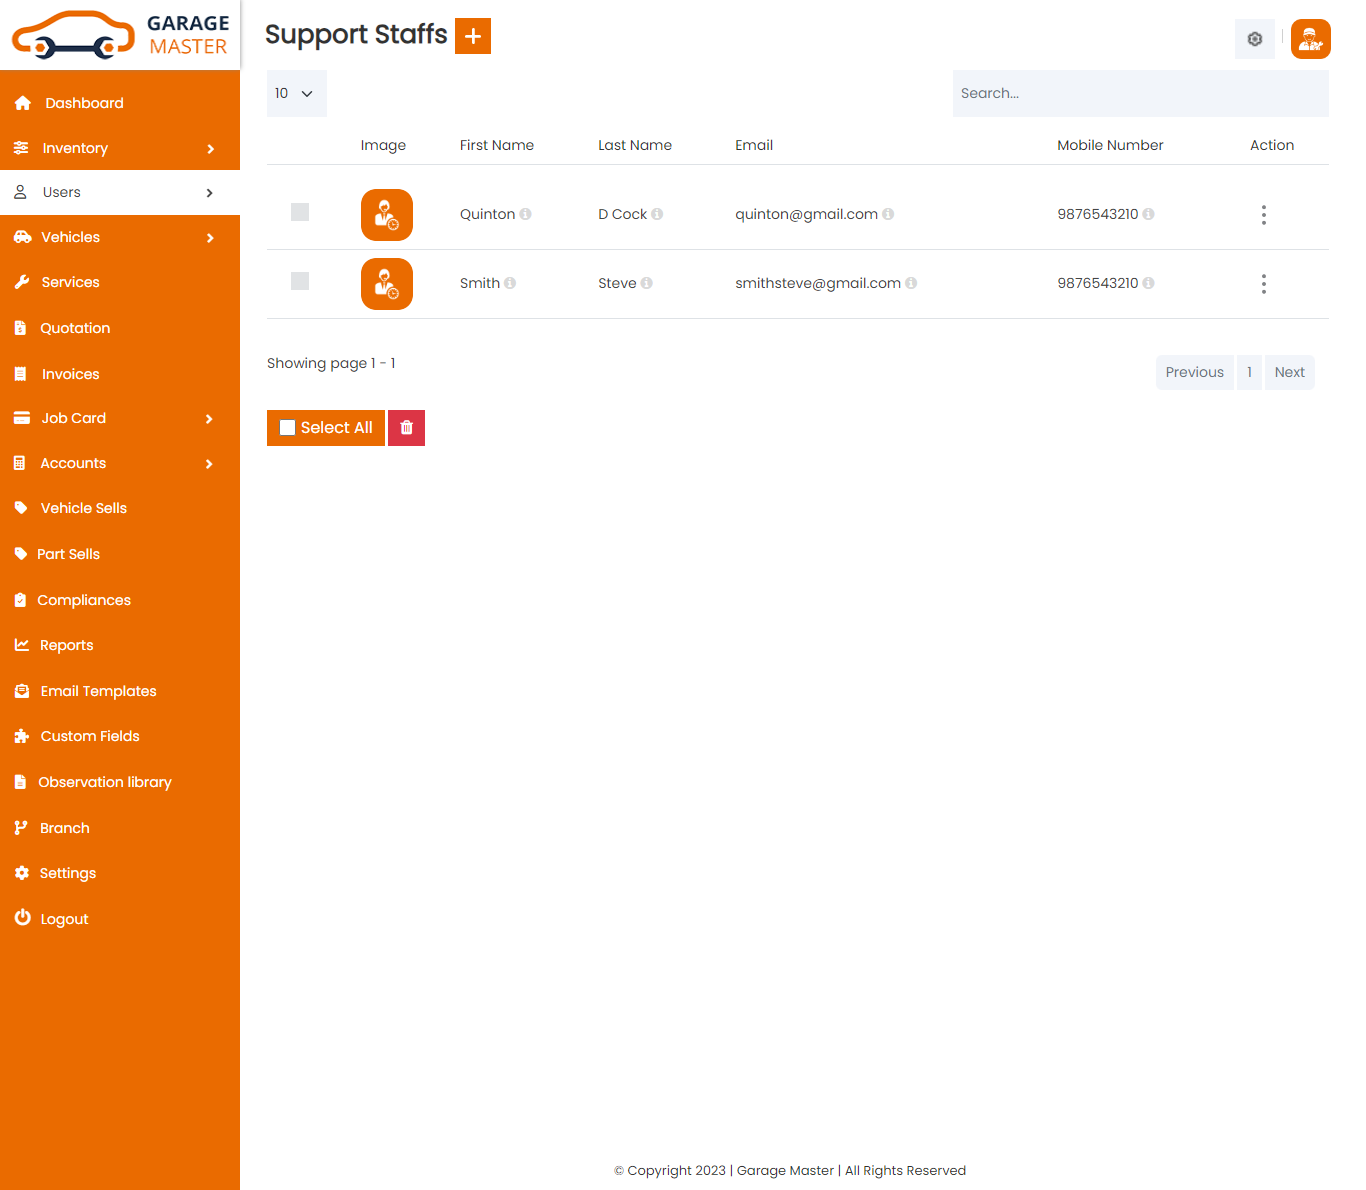 GARAGE
MASTER
Support Staffs
10
Search...
Dashboard
Inventory
Users
Vehicles
Services
Quotation
Invoices
Job Card
Accounts
Vehicle Sells
Part Sells
Compliances
Reports
Email Templates
Custom Fields
Observation library
Branch
Settings
Logout
Image First Name Last Name Email Mobile Number Action
Quinton D Cock quinton@gmail.com 9876543210
Smith Steve smithsteve@gmail.com 9876543210
Showing page 1 - 1
Previous 1 Next
Select All
© Copyright 2023 | Garage Master | All Rights Reserved